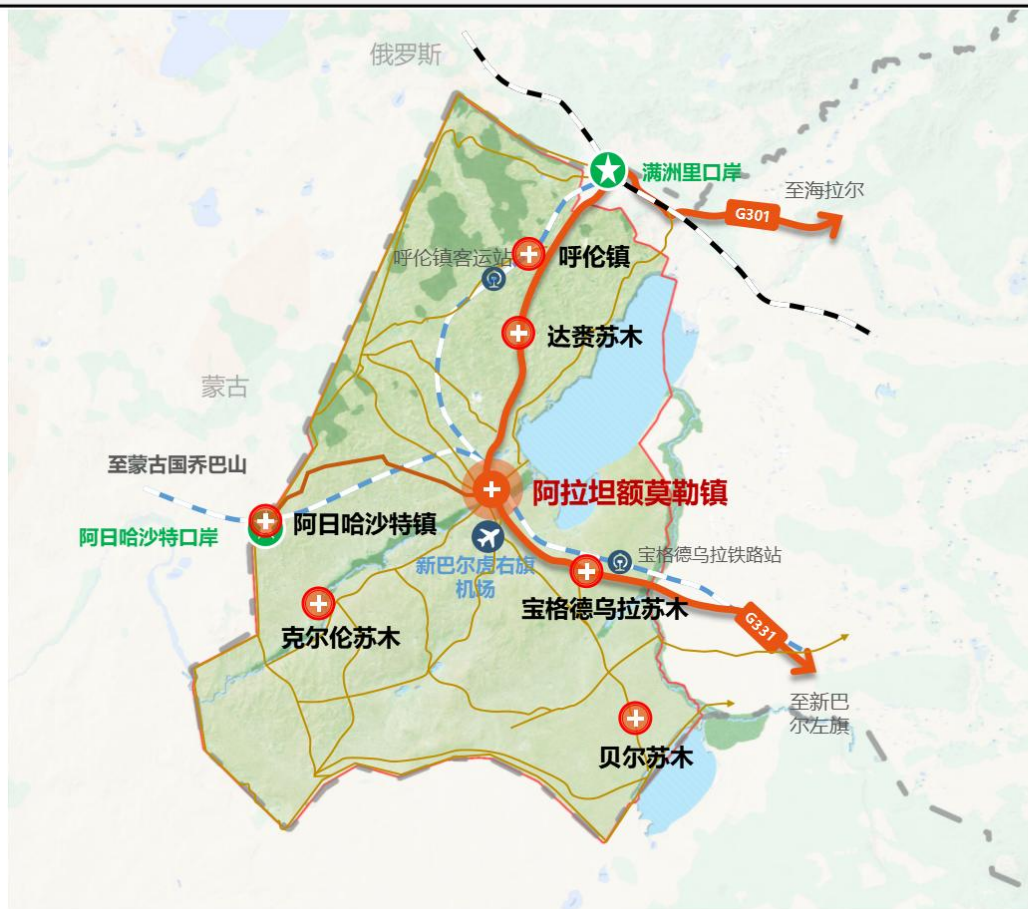 俄罗斯
满洲里口岸
至海拉尔
G301
呼伦镇客运站
呼伦镇
达赉苏木
蒙古
至蒙古国乔巴山
阿拉坦额莫勒镇
阿日哈沙特镇
阿日哈沙特口岸
新巴尔虎右旗
机场
宝格德乌拉铁路站
宝格德乌拉苏木
克尔伦苏木
G331
至新巴
尔左旗
贝尔苏木